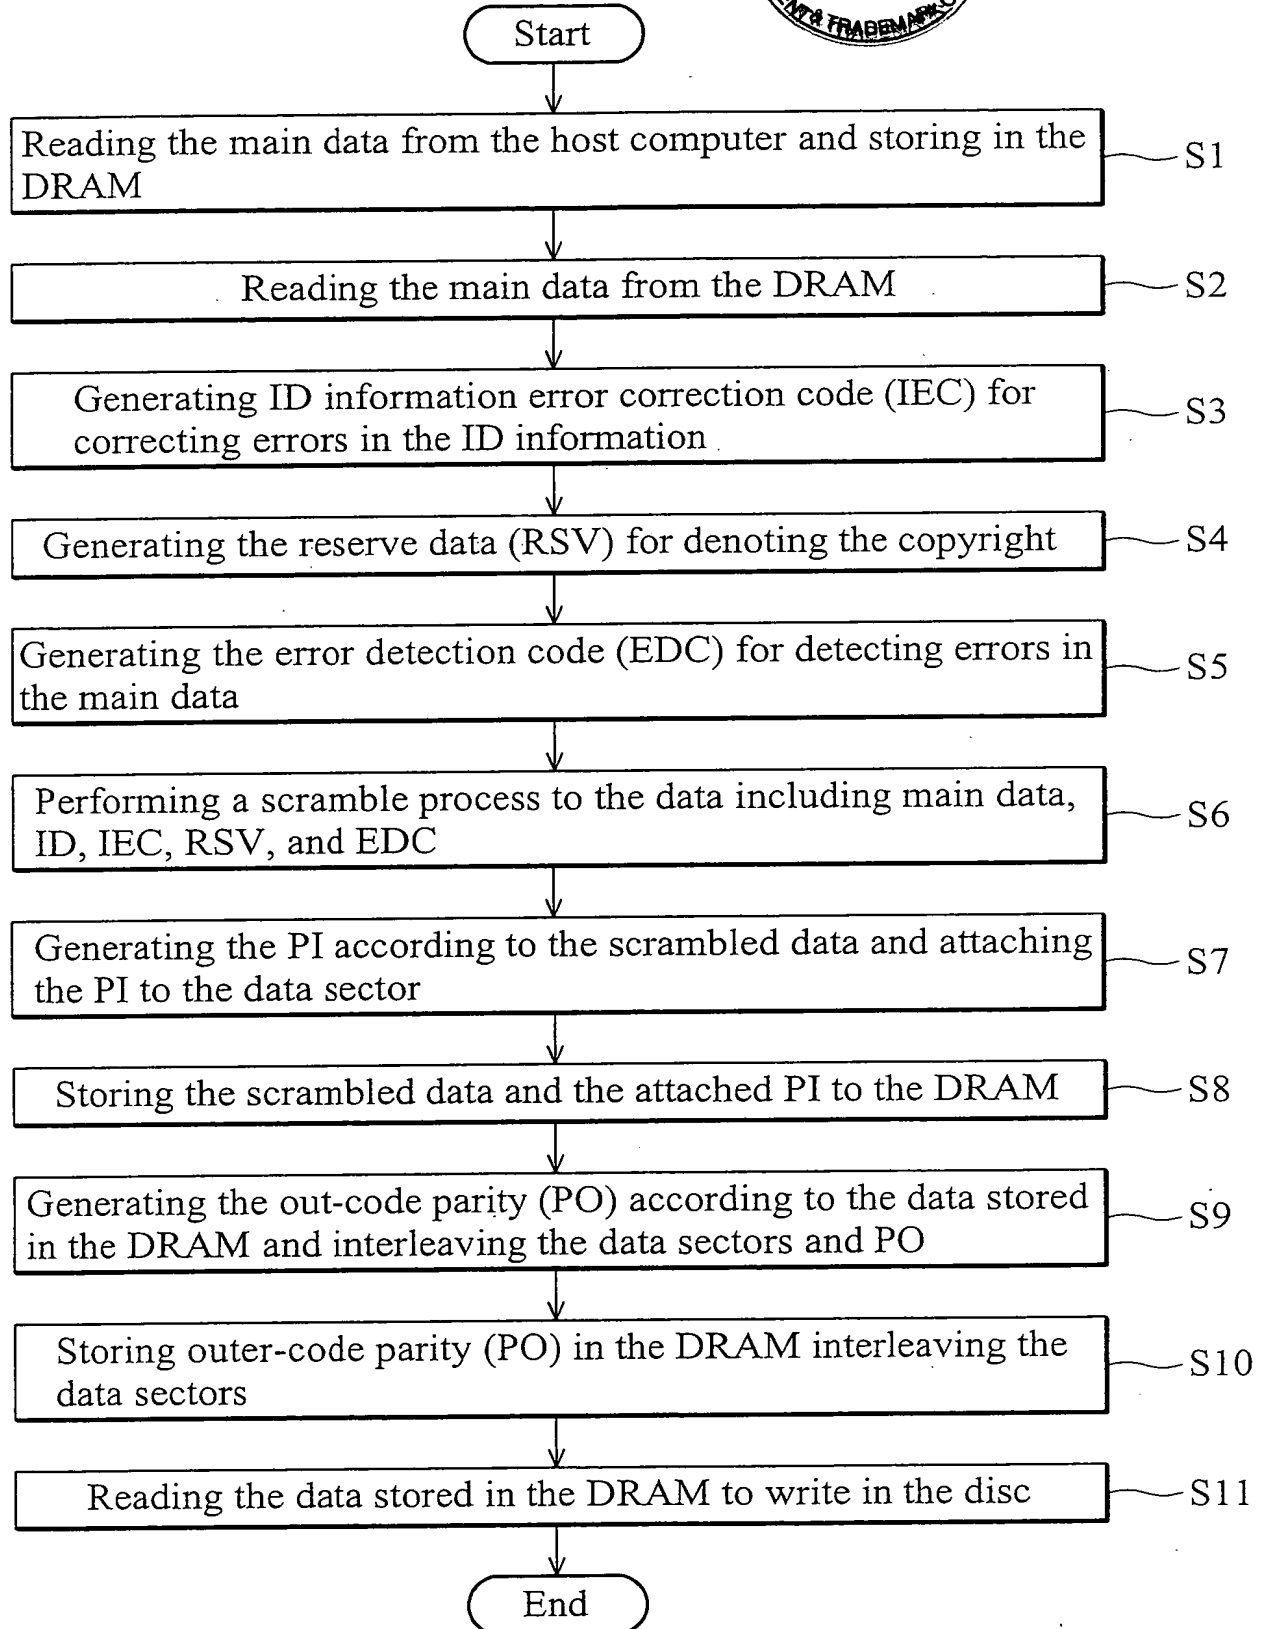 ENT & TRADEMARK O
Start
Reading the main data from the host computer and storing in the
DRAM
S1
Reading the main data from the DRAM
S2
Generating ID information error correction code (IEC) for
correcting errors in the ID information
S3
Generating the reserve data (RSV) for denoting the copyright
S4
Generating the error detection code (EDC) for detecting errors in
the main data
S5
Performing a scramble process to the data including main data,
ID, IEC, RSV, and EDC
S6
Generating the PI according to the scrambled data and attaching
the PI to the data sector
S7
Storing the scrambled data and the attached PI to the DRAM
S8
Generating the out-code parity (PO) according to the data stored
in the DRAM and interleaving the data sectors and PO
S9
Storing outer-code parity (PO) in the DRAM interleaving the
data sectors
S10
Reading the data stored in the DRAM to write in the disc
S11
End